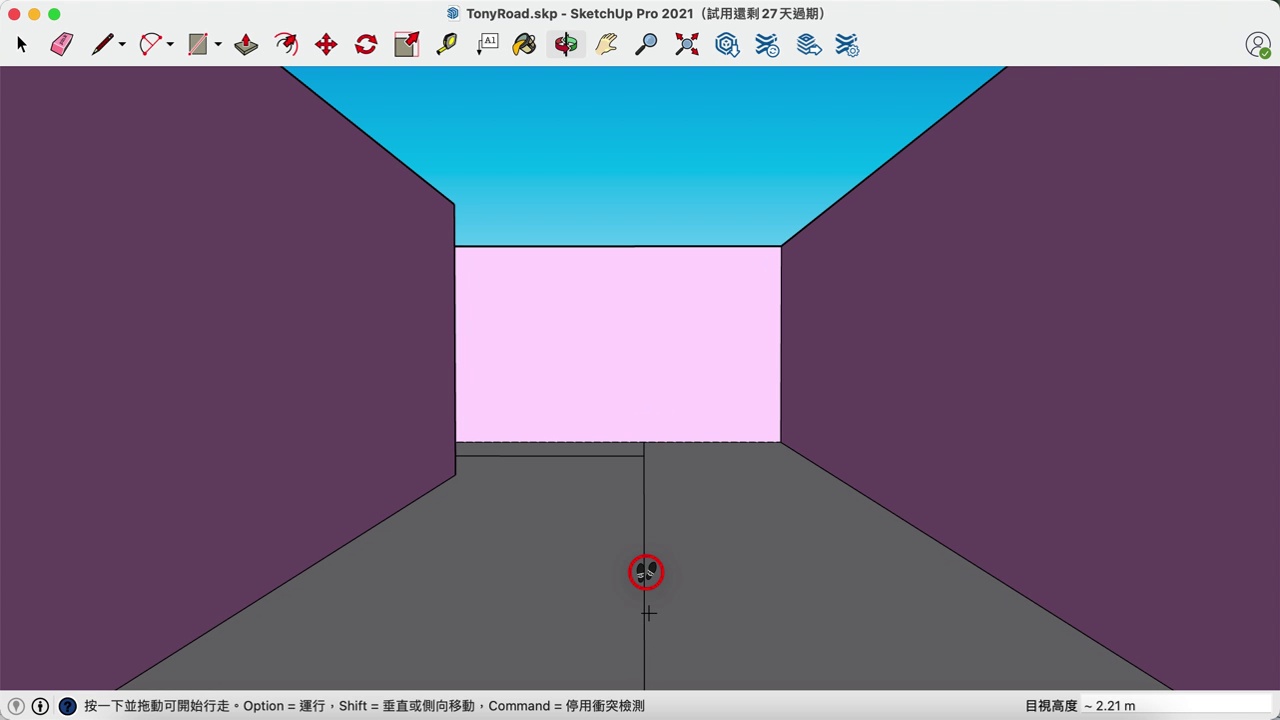 TonyRoad.skp - SketchUp Pro 2021（試用還剩 27 天過期）
A1
按一下並拖動可開始行走。Option = 運行，Shift = 垂直或側向移動，Command = 停用衝突檢測
目視高度 ~ 2.21 m